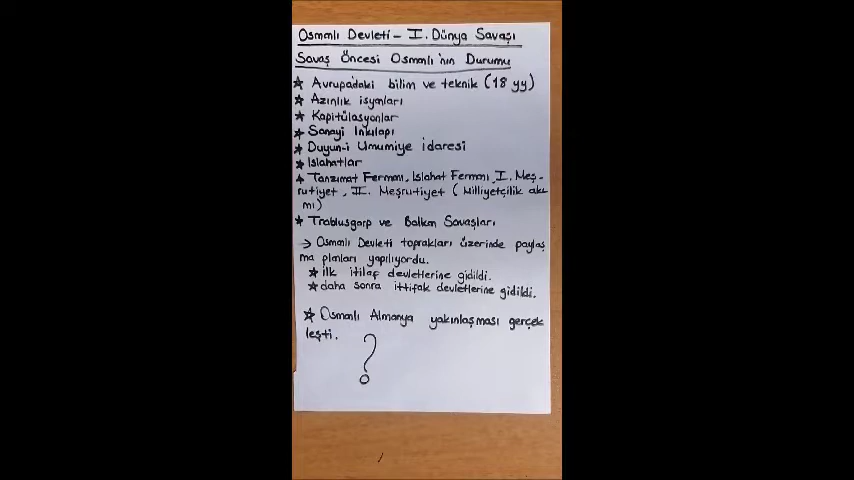 Osmanlı Devleti - I. Dünya Savaşı
Savaş Öncesi Osmanlı'nın Durumu
★ Avrupadaki bilim ve teknik (18 yy)
★ Azınlık isyanları
★ Kapitülasyonlar
★ Sanayi İnkılapı
★ Duyun-i Umumiye idaresi
★ Islahatlar
★ Tanzimat Fermanı, Islahat Fermanı, I. Meş-
rutiyet, II. Meşrutiyet (Milliyetçilik akı
mı)
★ Trablusgarp ve Balkan Savaşları
→ Osmanlı Devleti toprakları üzerinde paylaş
ma planları yapılıyordu.
★ ilk itilaf devletlerine gidildi.
★ daha sonra ittifak devletlerine gidildi.
★ Osmanlı Almanya yakınlaşması gerçek
leşti.
?